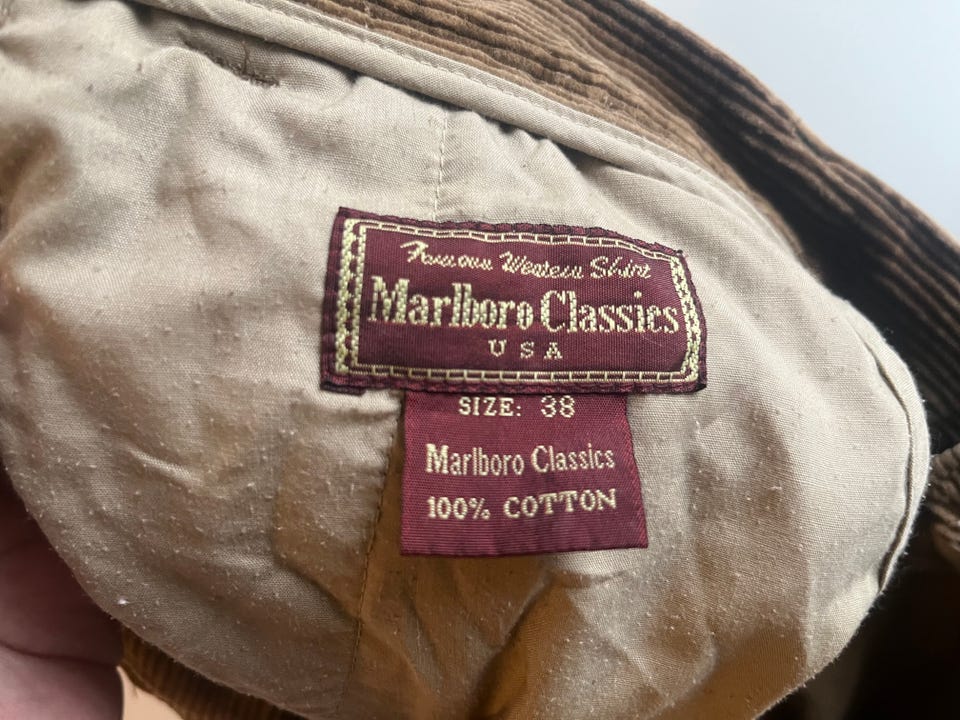 Famous Western Shirt
Marlboro Classics
USA
SIZE: 38
Marlboro Classics
100% COTTON